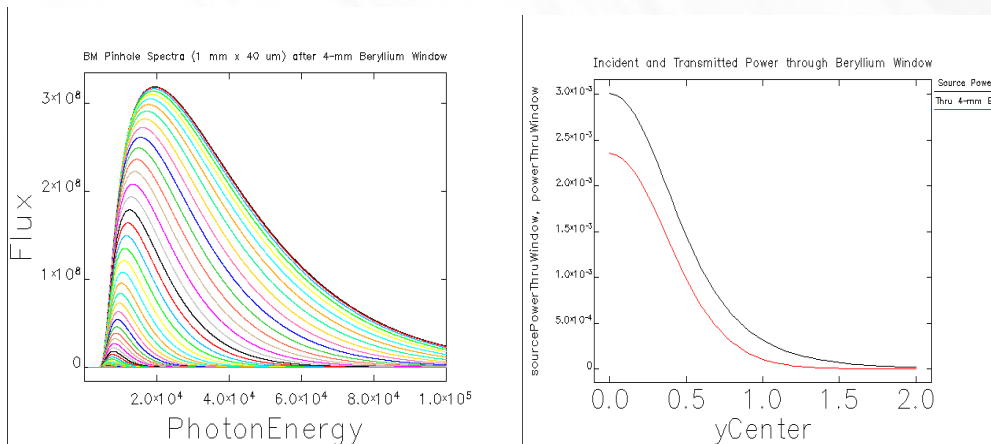 BM Pinhole Spectra (1 mm x 40 um) after 4-mm Beryllium Window
3×10⁸
2×10⁸
1×10⁸
0
Flux
2.0×10⁴
4.0×10⁴
6.0×10⁴
8.0×10⁴
1.0×10⁵
PhotonEnergy
Incident and Transmitted Power through Beryllium Window
Source Power
Thru 4-mm B
3.0×10⁻³
2.5×10⁻³
2.0×10⁻³
1.5×10⁻³
1.0×10⁻³
5.0×10⁻⁴
0
sourcePowerThruWindow, powerThruWindow
0.0
0.5
1.0
1.5
2.0
yCenter